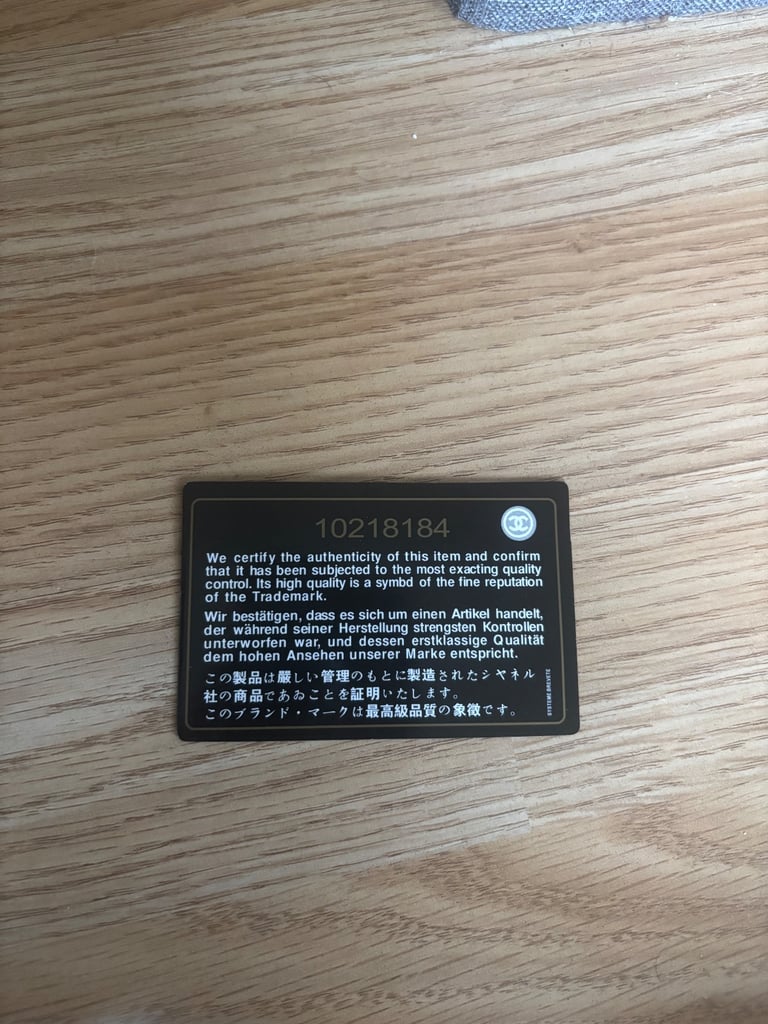 10218184
We certify the authenticity of this item and confirm
that it has been subjected to the most exacting quality
control. Its high quality is a symbd of the fine reputation
of the Trademark.
Wir bestätigen, dass es sich um einen Artikel handelt,
der während seiner Herstellung strengsten Kontrollen
unterworfen war, und dessen erstklassige Qualität
dem hohen Ansehen unserer Marke entspricht.
この製品は厳しい管理のもとに製造されたシヤネル
社の商品であゐことを証明いたします。
このブランド・マークは最高級品質の象徴です。
SYSTEME BREVETE